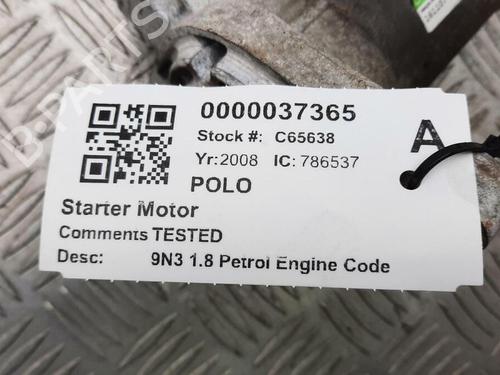 0000037365
Stock #: C65638
Yr:2008 IC: 786537
POLO
A
Starter Motor
Comments TESTED
Desc: 9N3 1.8 Petrol Engine Code
B-PARTS